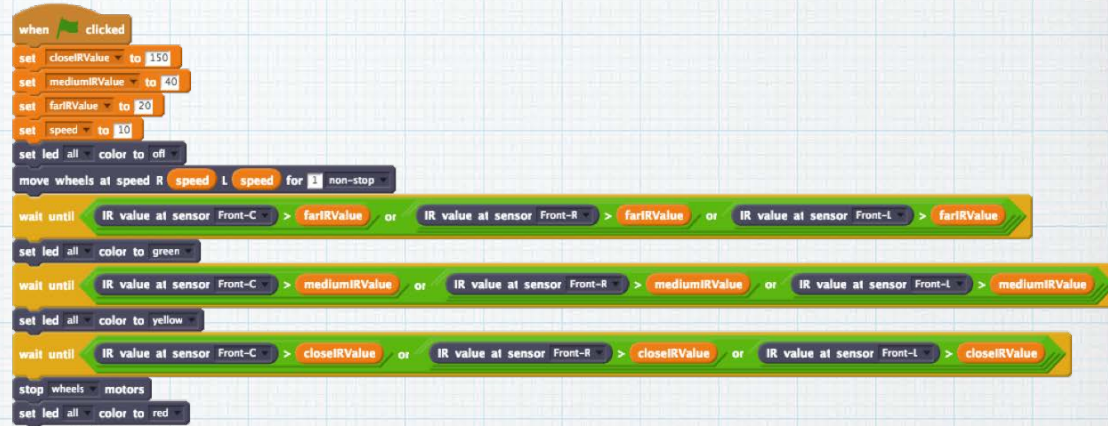 when clicked
set closeIRValue to 150
set mediumIRValue to 40
set farIRValue to 20
set speed to 10
set led all color to off
move wheels at speed R speed L speed for 1 non-stop
wait until IR value at sensor Front-C > farIRValue or IR value at sensor Front-R > farIRValue or IR value at sensor Front-L > farIRValue
set led all color to green
wait until IR value at sensor Front-C > mediumIRValue or IR value at sensor Front-R > mediumIRValue or IR value at sensor Front-L > mediumIRValue
set led all color to yellow
wait until IR value at sensor Front-C > closeIRValue or IR value at sensor Front-R > closeIRValue or IR value at sensor Front-L > closeIRValue
stop wheels motors
set led all color to red